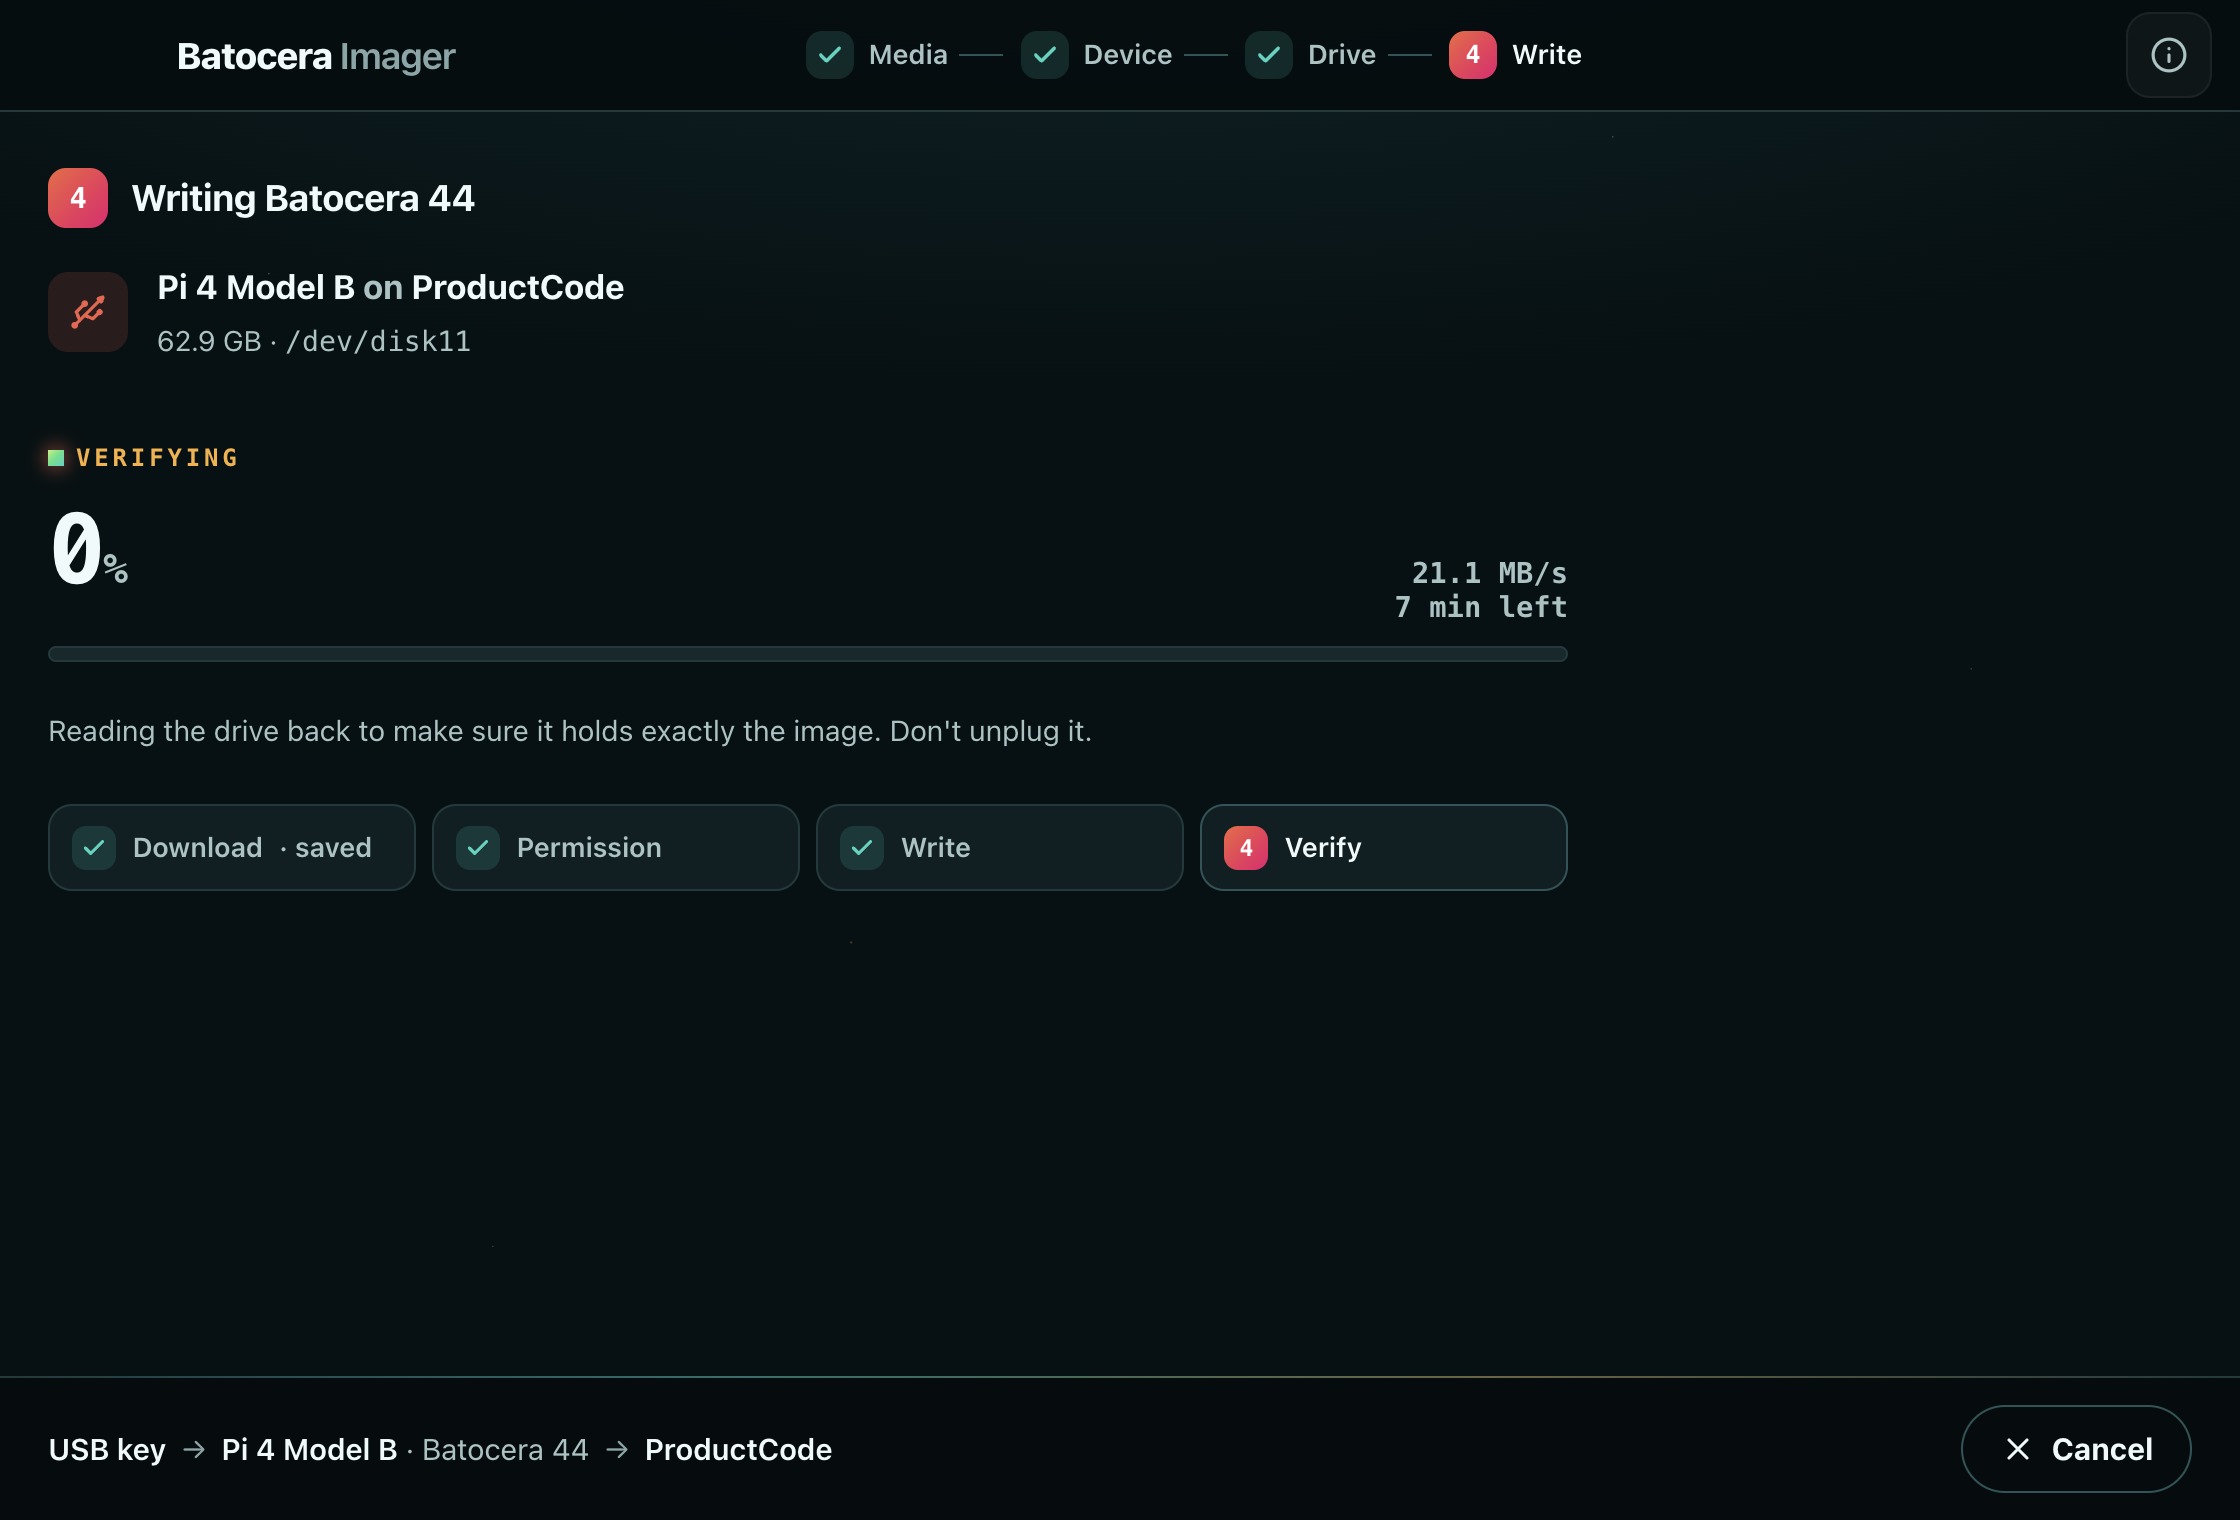 Batocera Imager
Media
Device
Drive
4 Write
4 Writing Batocera 44
Pi 4 Model B on ProductCode
62.9 GB · /dev/disk11
VERIFYING
0%
21.1 MB/s
7 min left
Reading the drive back to make sure it holds exactly the image. Don't unplug it.
Download · saved
Permission
Write
4 Verify
USB key → Pi 4 Model B · Batocera 44 → ProductCode
Cancel